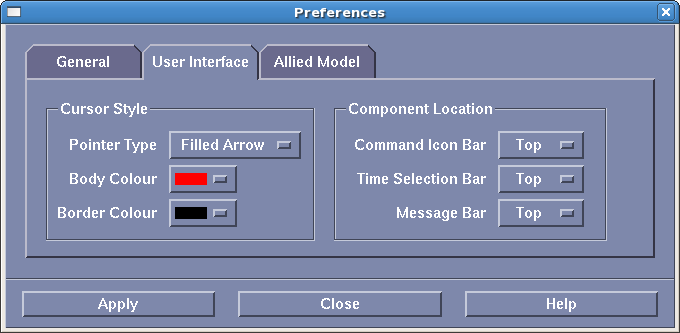 Preferences
General User Interface Allied Model
Cursor Style
Pointer Type Filled Arrow
Body Colour
Border Colour
Component Location
Command Icon Bar Top
Time Selection Bar Top
Message Bar Top
Apply Close Help